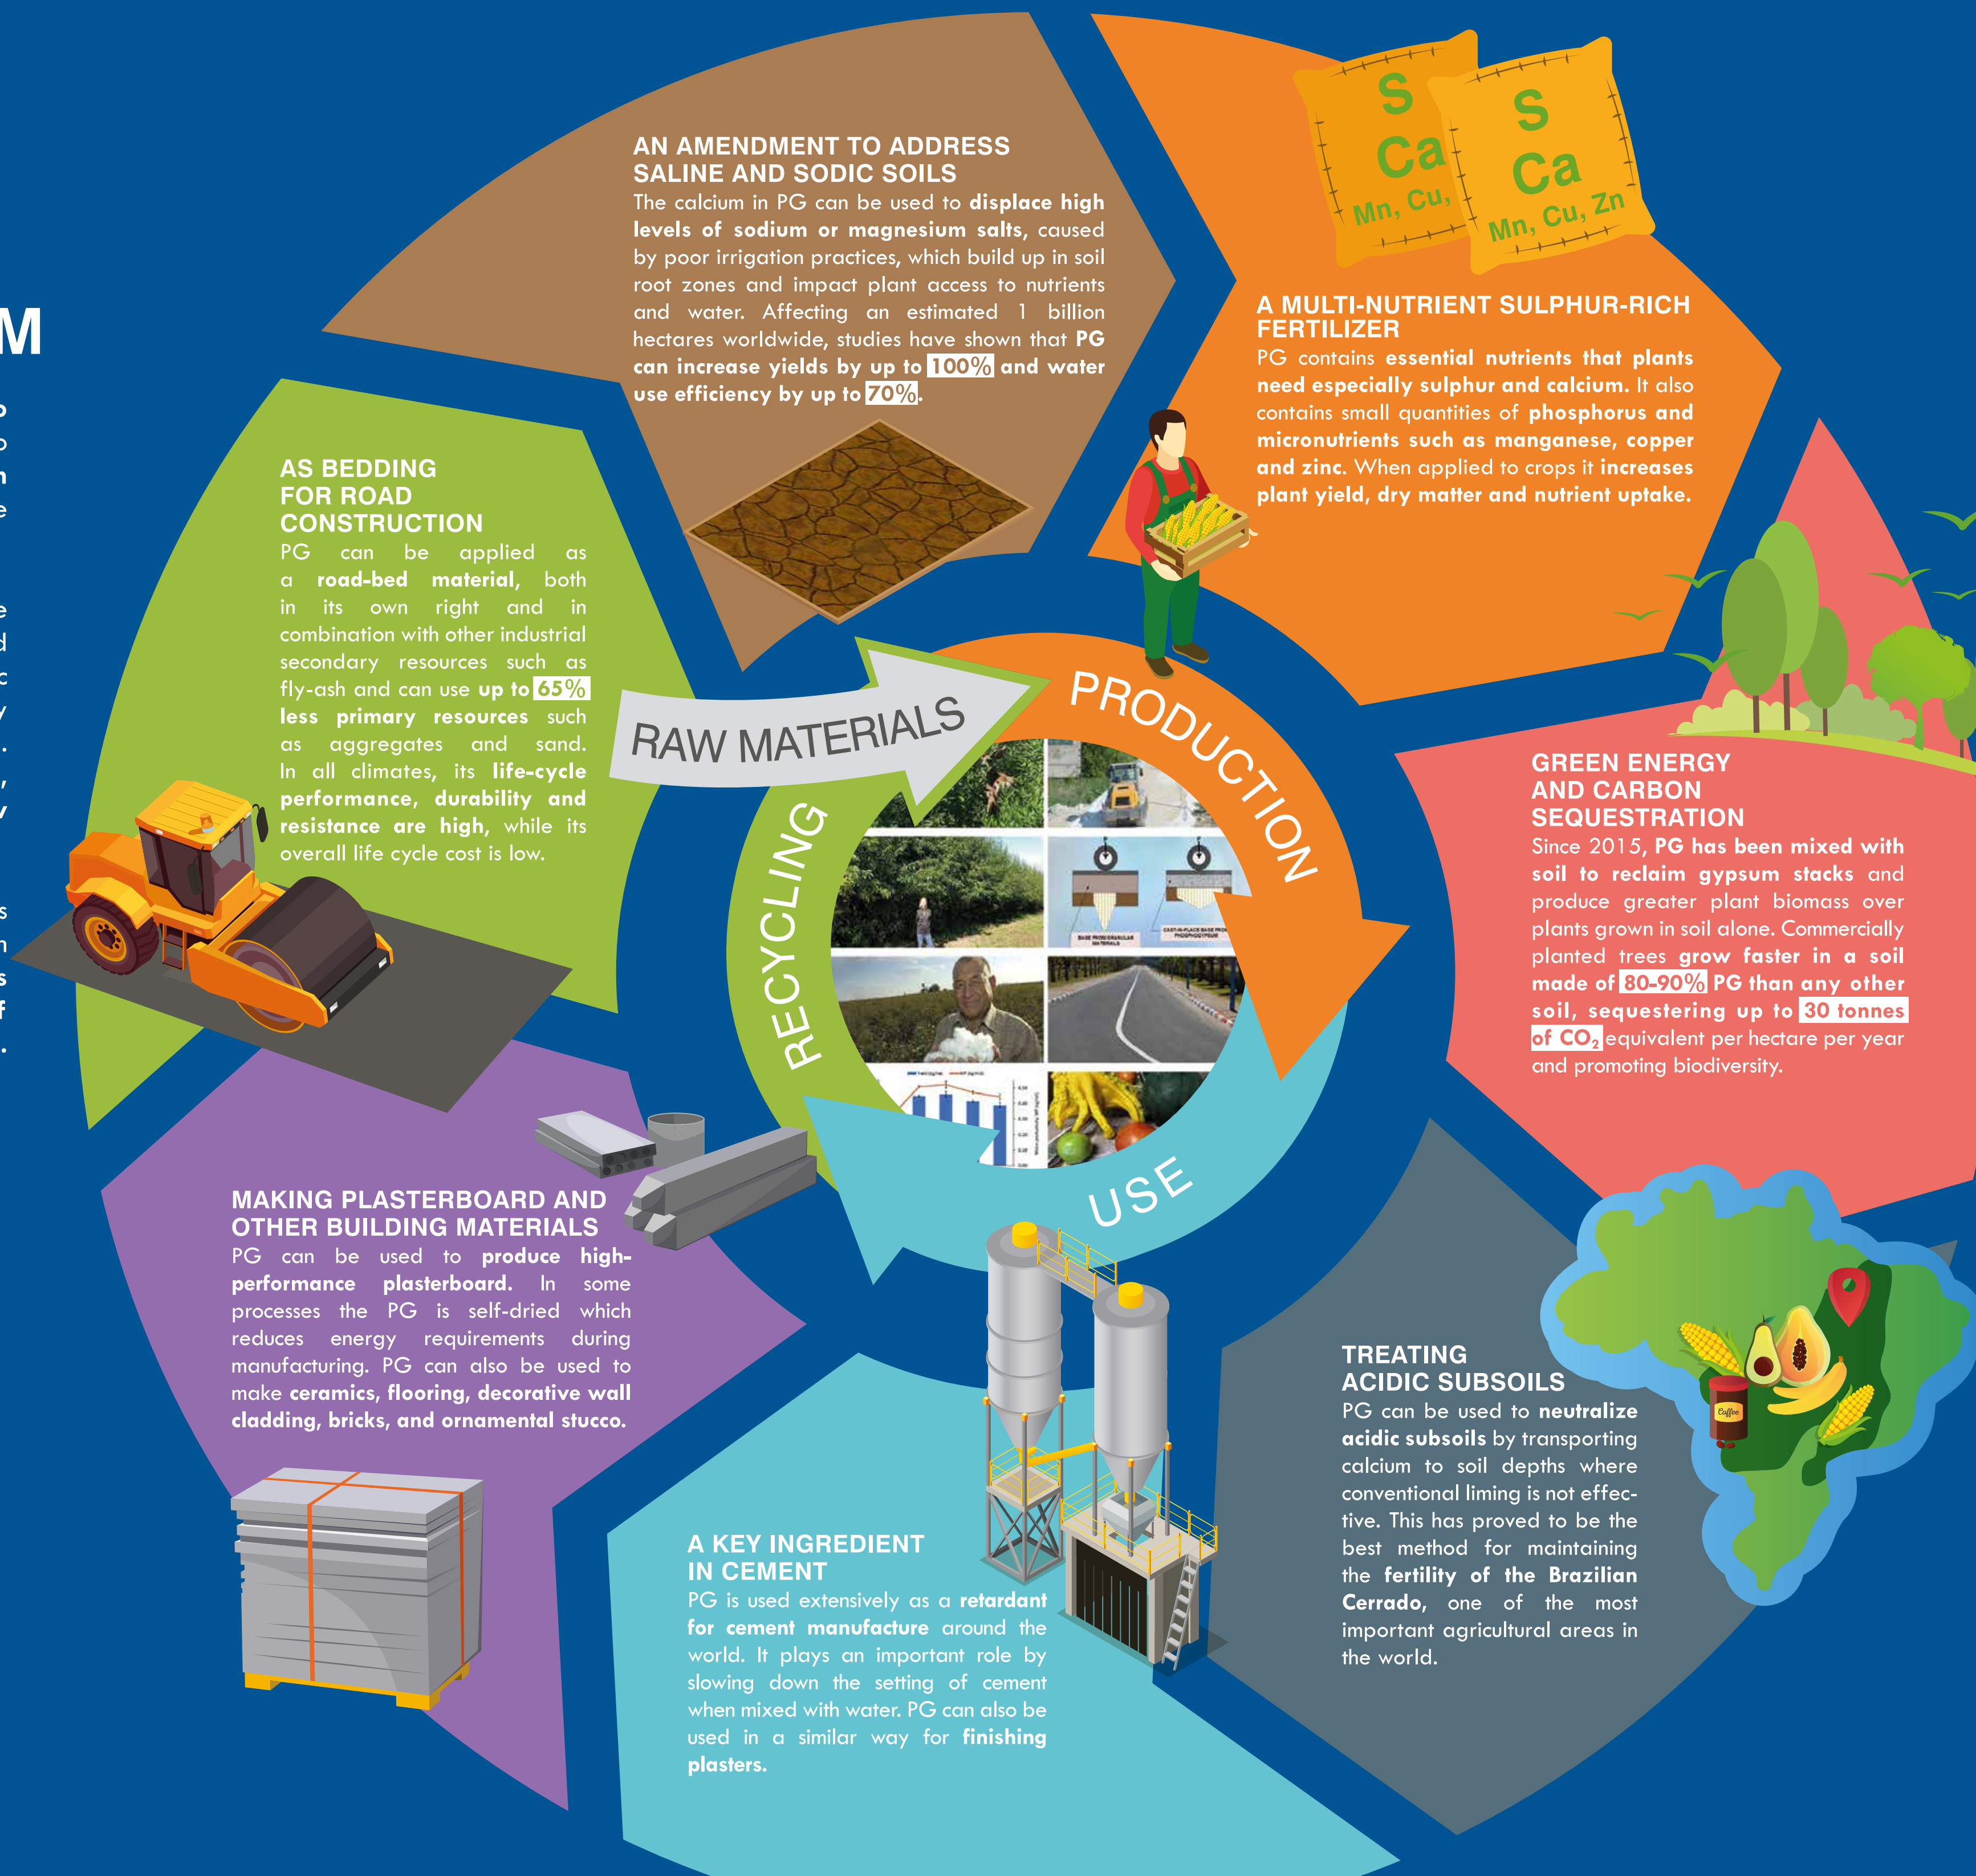 M
AN AMENDMENT TO ADDRESS
SALINE AND SODIC SOILS
The calcium in PG can be used to displace high
levels of sodium or magnesium salts, caused
by poor irrigation practices, which build up in soil
root zones and impact plant access to nutrients
and water. Affecting an estimated 1 billion
hectares worldwide, studies have shown that PG
can increase yields by up to 100% and water
use efficiency by up to 70%.
S
Ca
Mn, Cu,
S
Ca
Mn, Cu, Zn
A MULTI-NUTRIENT SULPHUR-RICH
FERTILIZER
PG contains essential nutrients that plants
need especially sulphur and calcium. It also
contains small quantities of phosphorus and
micronutrients such as manganese, copper
and zinc. When applied to crops it increases
plant yield, dry matter and nutrient uptake.
AS BEDDING
FOR ROAD
CONSTRUCTION
PG can be applied as
a road-bed material, both
in its own right and in
combination with other industrial
secondary resources such as
fly-ash and can use up to 65%
less primary resources such
as aggregates and sand.
In all climates, its life-cycle
performance, durability and
resistance are high, while its
overall life cycle cost is low.
RAW MATERIALS
PRODUCTION
RECYCLING
USE
BASE FROM GRANULAR
MATERIALS
CAST-IN-PLACE BASE FROM
PHOSPHOGYPSUM
GREEN ENERGY
AND CARBON
SEQUESTRATION
Since 2015, PG has been mixed with
soil to reclaim gypsum stacks and
produce greater plant biomass over
plants grown in soil alone. Commercially
planted trees grow faster in a soil
made of 80-90% PG than any other
soil, sequestering up to 30 tonnes
of CO₂ equivalent per hectare per year
and promoting biodiversity.
MAKING PLASTERBOARD AND
OTHER BUILDING MATERIALS
PG can be used to produce high-
performance plasterboard. In some
processes the PG is self-dried which
reduces energy requirements during
manufacturing. PG can also be used to
make ceramics, flooring, decorative wall
cladding, bricks, and ornamental stucco.
A KEY INGREDIENT
IN CEMENT
PG is used extensively as a retardant
for cement manufacture around the
world. It plays an important role by
slowing down the setting of cement
when mixed with water. PG can also be
used in a similar way for finishing
plasters.
TREATING
ACIDIC SUBSOILS
PG can be used to neutralize
acidic subsoils by transporting
calcium to soil depths where
conventional liming is not effec-
tive. This has proved to be the
best method for maintaining
the fertility of the Brazilian
Cerrado, one of the most
important agricultural areas in
the world.
Coffee